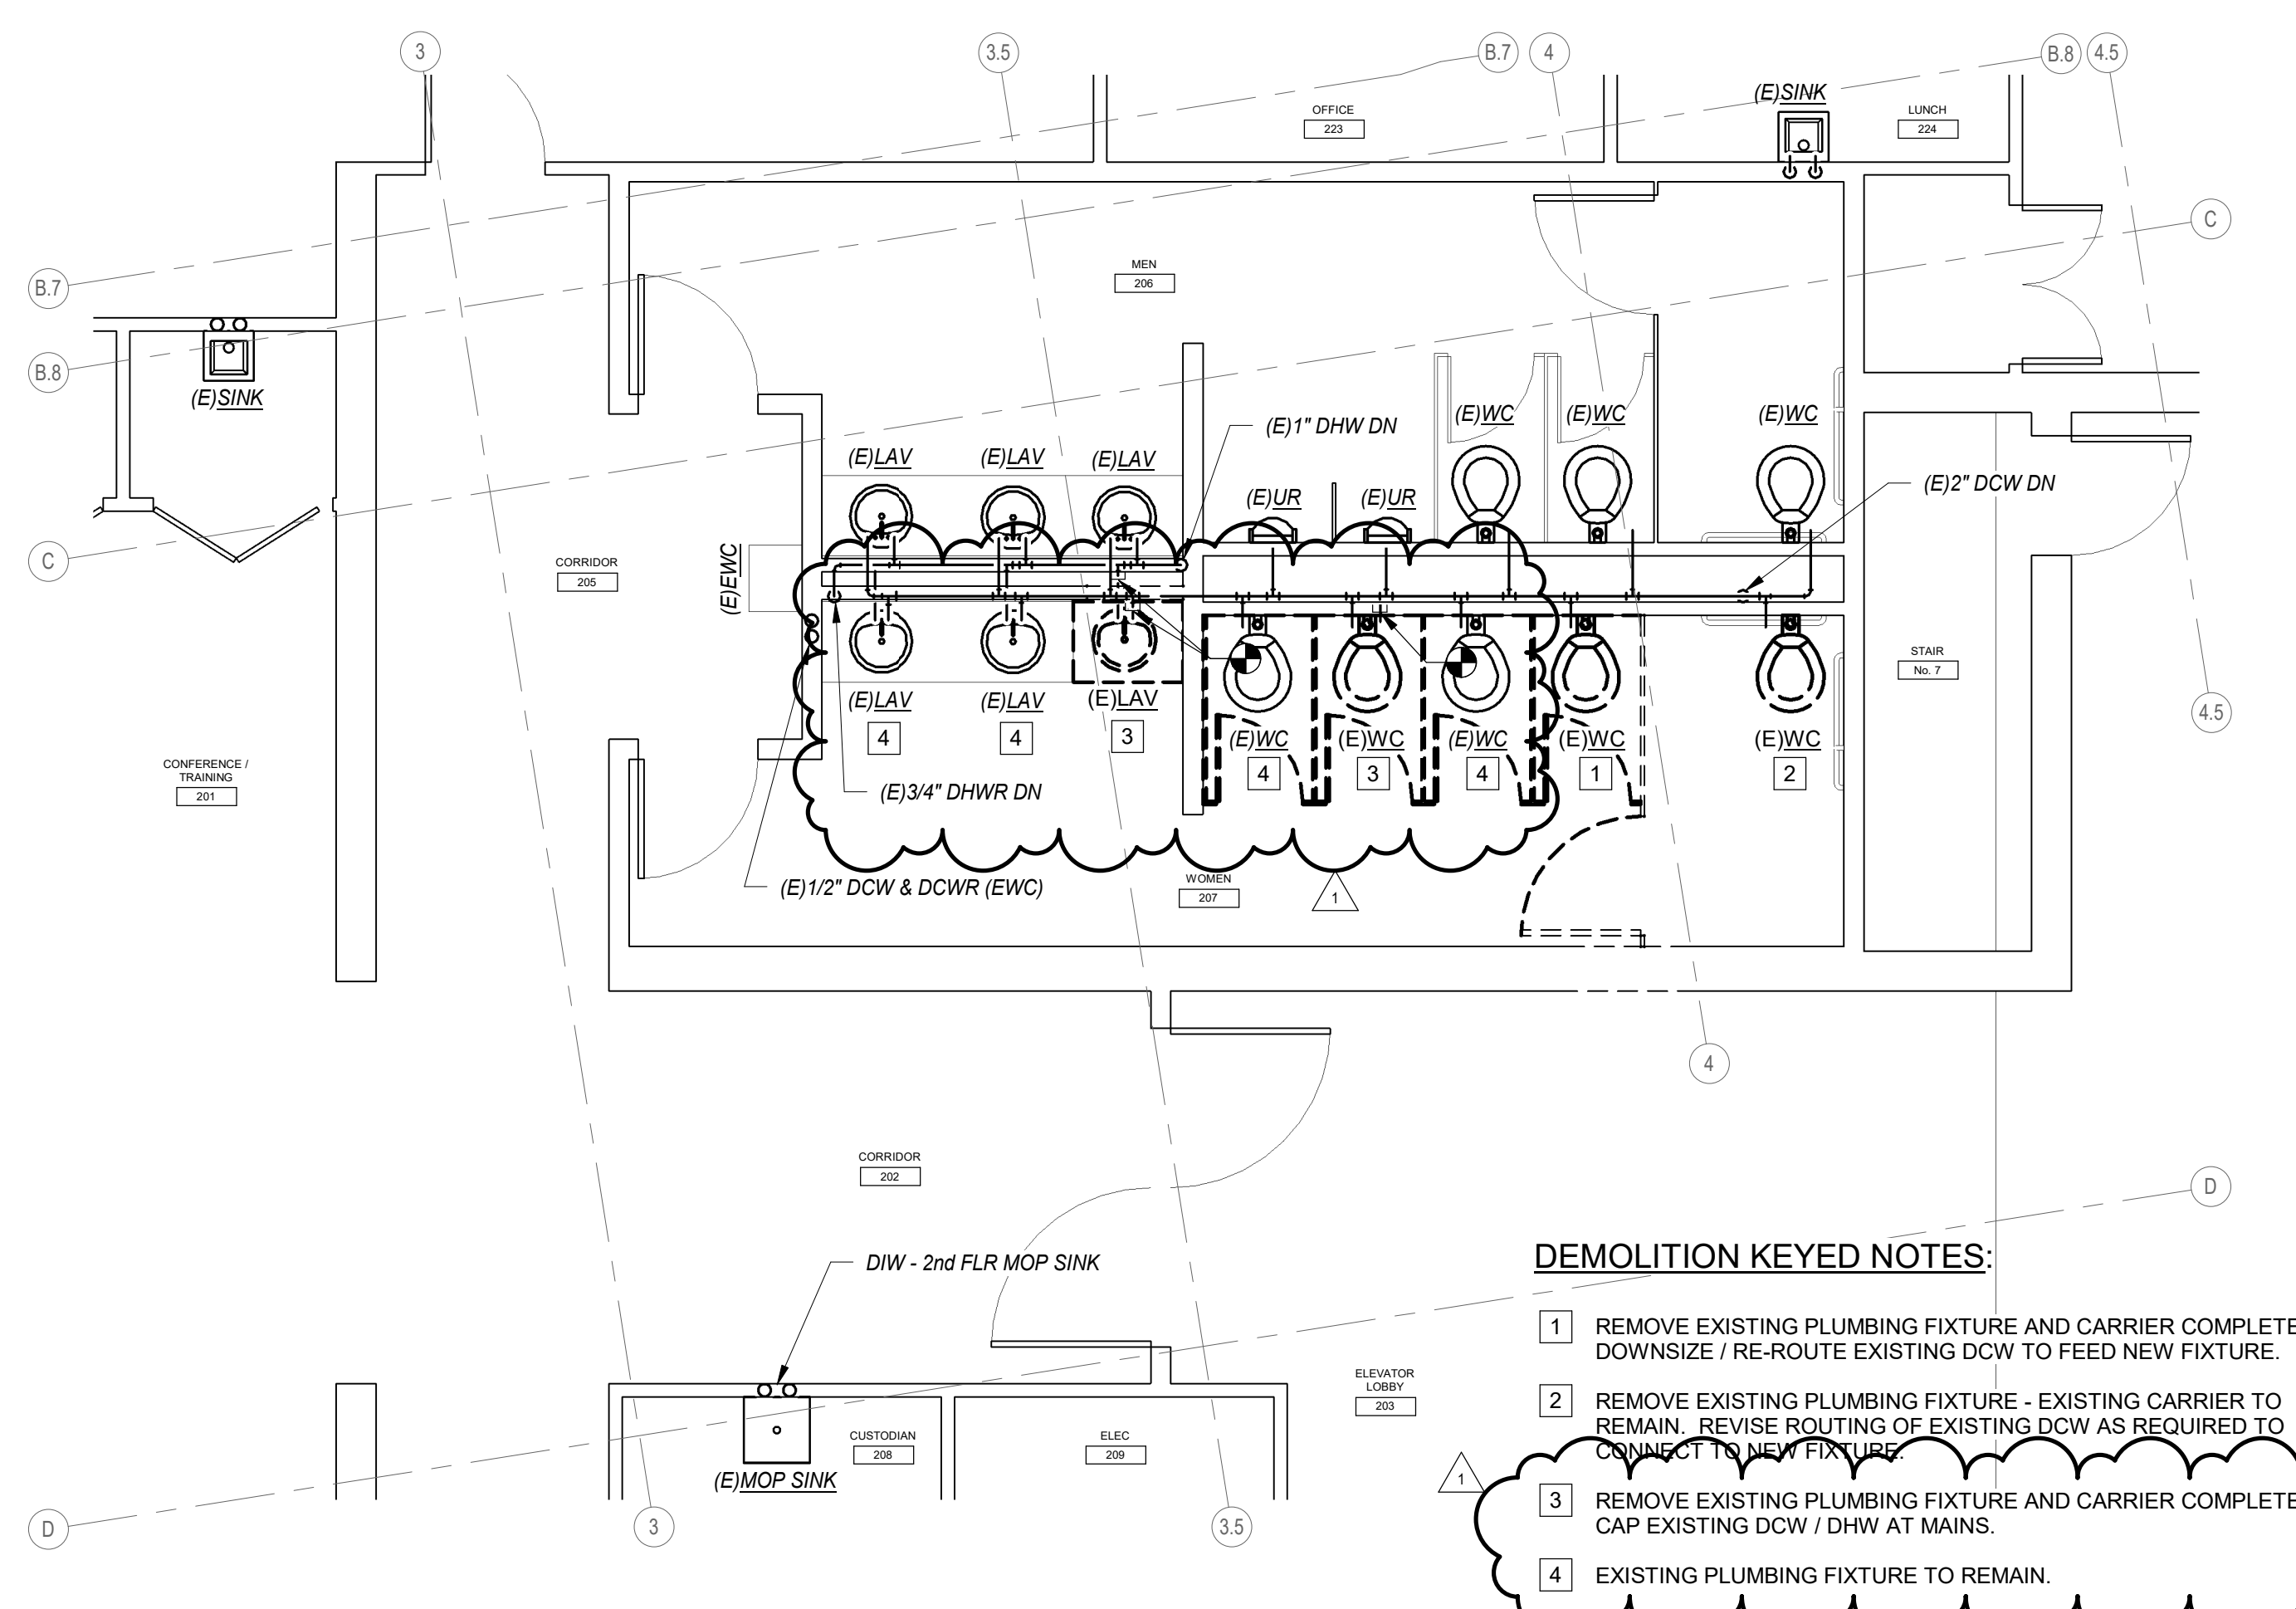 3
3.5
B.7
4
B.8
4.5
(E)SINK
OFFICE
223
LUNCH
224
C
MEN
206
B.7
B.8
(E)SINK
(E)1" DHW DN
(E)WC
(E)WC
(E)WC
(E)LAV
(E)LAV
(E)LAV
(E)UR
(E)UR
(E)2" DCW DN
C
CORRIDOR
205
(E)EWC
STAIR
No. 7
(E)LAV
(E)LAV
(E)LAV
4
4
3
(E)WC
(E)WC
(E)WC
(E)WC
(E)WC
4
3
4
1
2
4.5
CONFERENCE /
TRAINING
201
(E)3/4" DHWR DN
(E)1/2" DCW & DCWR (EWC)
WOMEN
207
1
4
CORRIDOR
202
D
DIW - 2nd FLR MOP SINK
ELEVATOR
LOBBY
203
CUSTODIAN
208
ELEC
209
(E)MOP SINK
D
3
3.5
DEMOLITION KEYED NOTES:
1 REMOVE EXISTING PLUMBING FIXTURE AND CARRIER COMPLETE
DOWNSIZE / RE-ROUTE EXISTING DCW TO FEED NEW FIXTURE.
2 REMOVE EXISTING PLUMBING FIXTURE - EXISTING CARRIER TO
REMAIN. REVISE ROUTING OF EXISTING DCW AS REQUIRED TO
CONNECT TO NEW FIXTURE.
1
3 REMOVE EXISTING PLUMBING FIXTURE AND CARRIER COMPLETE
CAP EXISTING DCW / DHW AT MAINS.
4 EXISTING PLUMBING FIXTURE TO REMAIN.